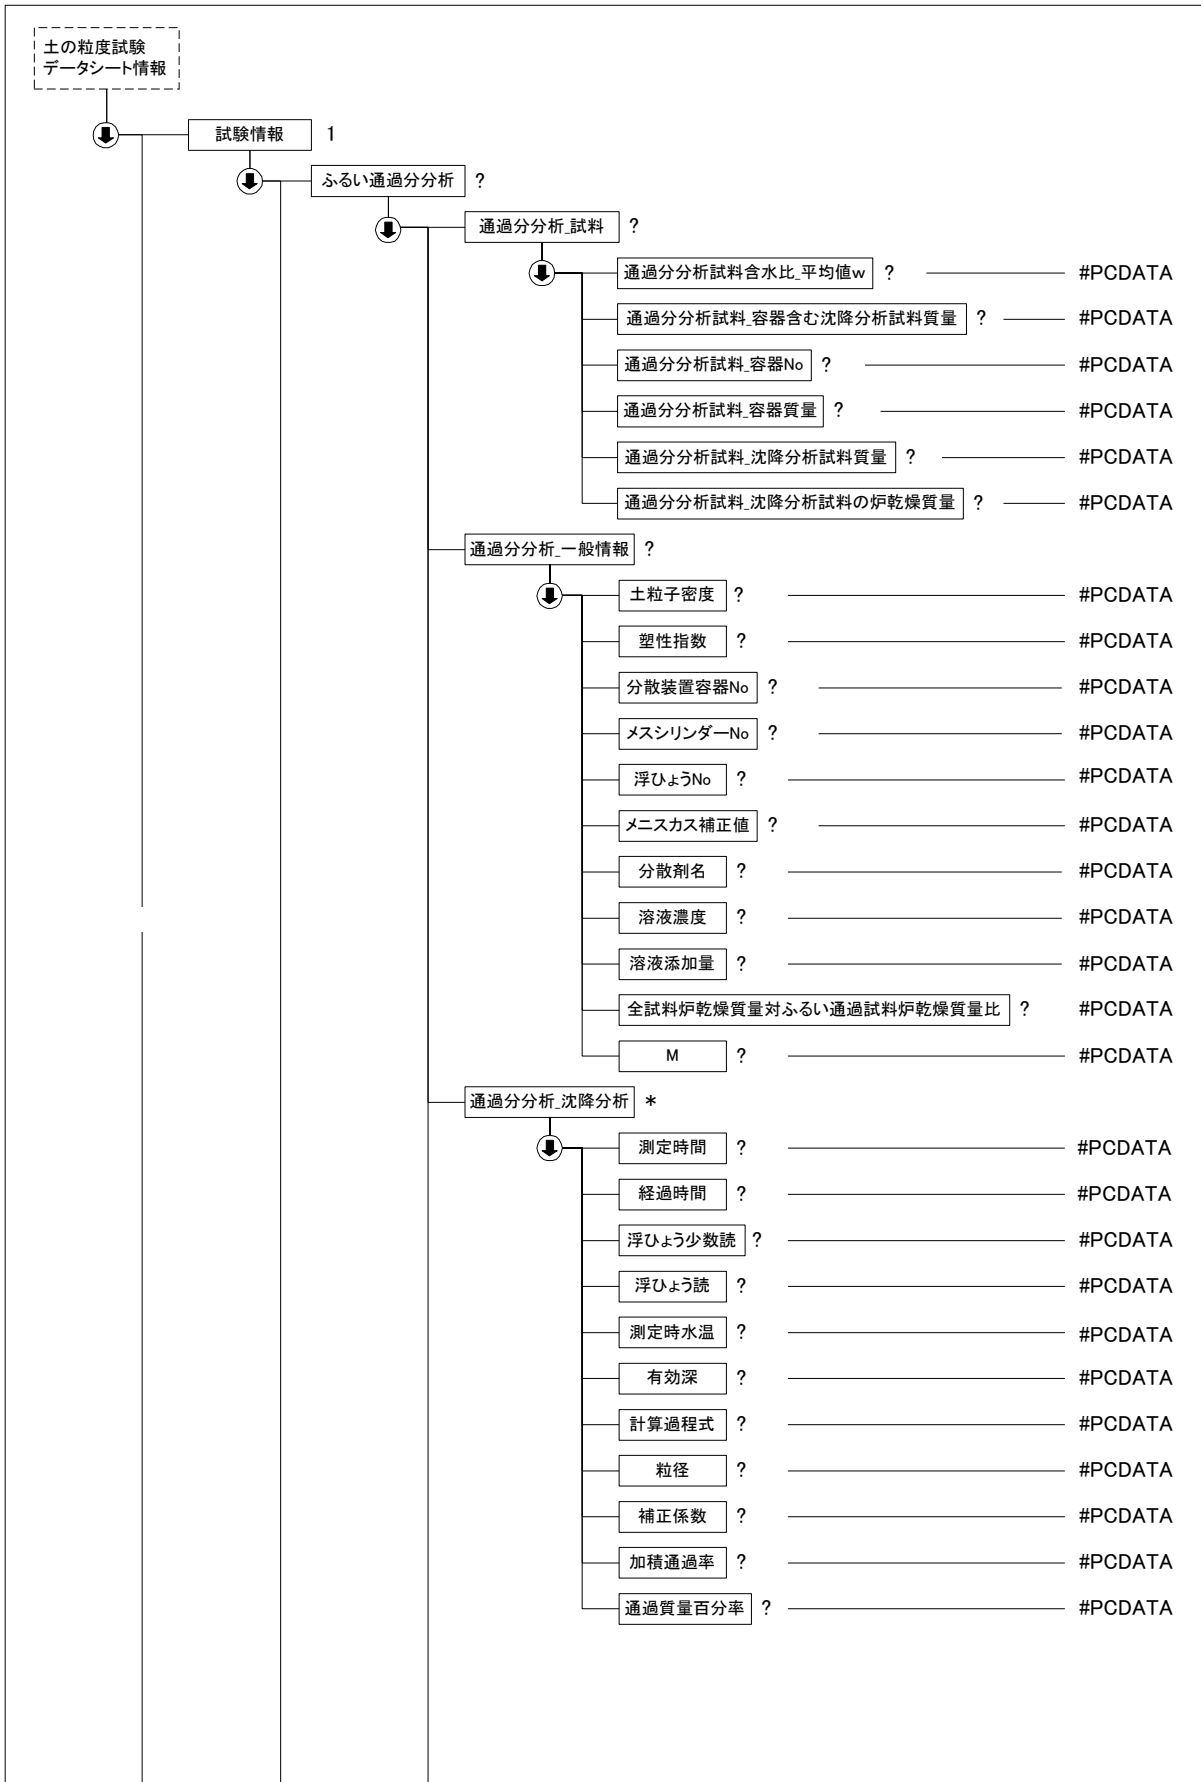 土の粒度試験
データシート情報
試験情報 1
ふるい通過分分析 ?
通過分分析_試料 ?
通過分分析試料含水比_平均値w ? #PCDATA
通過分分析試料_容器含む沈降分析試料質量 ? #PCDATA
通過分分析試料_容器No ? #PCDATA
通過分分析試料_容器質量 ? #PCDATA
通過分分析試料_沈降分析試料質量 ? #PCDATA
通過分分析試料_沈降分析試料の炉乾燥質量 ? #PCDATA
通過分分析_一般情報 ?
土粒子密度 ? #PCDATA
塑性指数 ? #PCDATA
分散装置容器No ? #PCDATA
メスシリンダーNo ? #PCDATA
浮ひょうNo ? #PCDATA
メニスカス補正値 ? #PCDATA
分散剤名 ? #PCDATA
溶液濃度 ? #PCDATA
溶液添加量 ? #PCDATA
全試料炉乾燥質量対ふるい通過試料炉乾燥質量比 ? #PCDATA
M ? #PCDATA
通過分分析_沈降分析 *
測定時間 ? #PCDATA
経過時間 ? #PCDATA
浮ひょう少数読 ? #PCDATA
浮ひょう読 ? #PCDATA
測定時水温 ? #PCDATA
有効深 ? #PCDATA
計算過程式 ? #PCDATA
粒径 ? #PCDATA
補正係数 ? #PCDATA
加積通過率 ? #PCDATA
通過質量百分率 ? #PCDATA